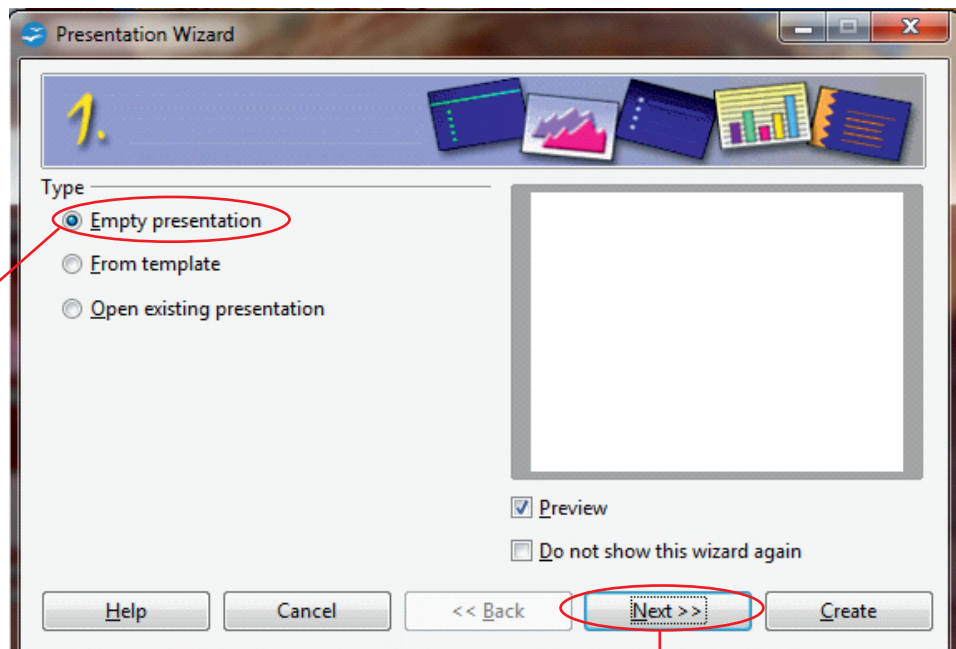 Presentation Wizard
1.
Type
Empty presentation
From template
Open existing presentation
Preview
Do not show this wizard again
Help Cancel << Back Next >> Create